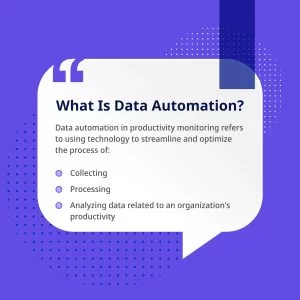 What Is Data Automation?
Data automation in productivity monitoring refers
to using technology to streamline and optimize
the process of:
Collecting
Processing
Analyzing data related to an organization's
productivity